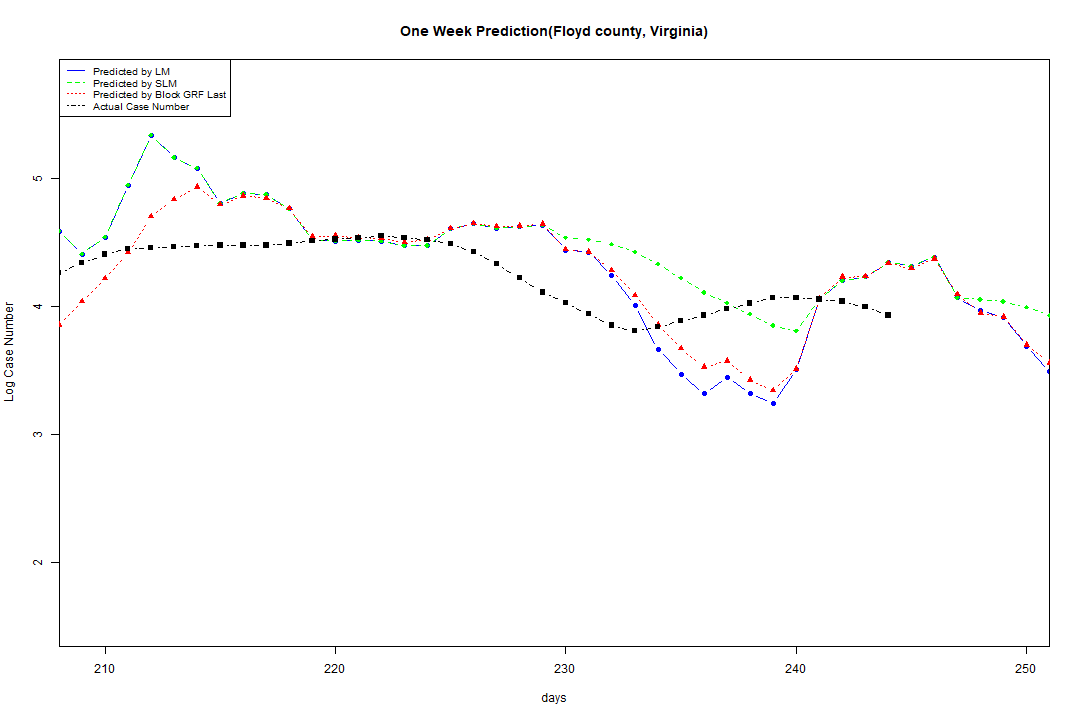 One Week Prediction(Floyd county, Virginia)
Predicted by LM
Predicted by SLM
Predicted by Block GRF Last
Actual Case Number
5
4
3
2
Log Case Number
210 220 230 240 250
days